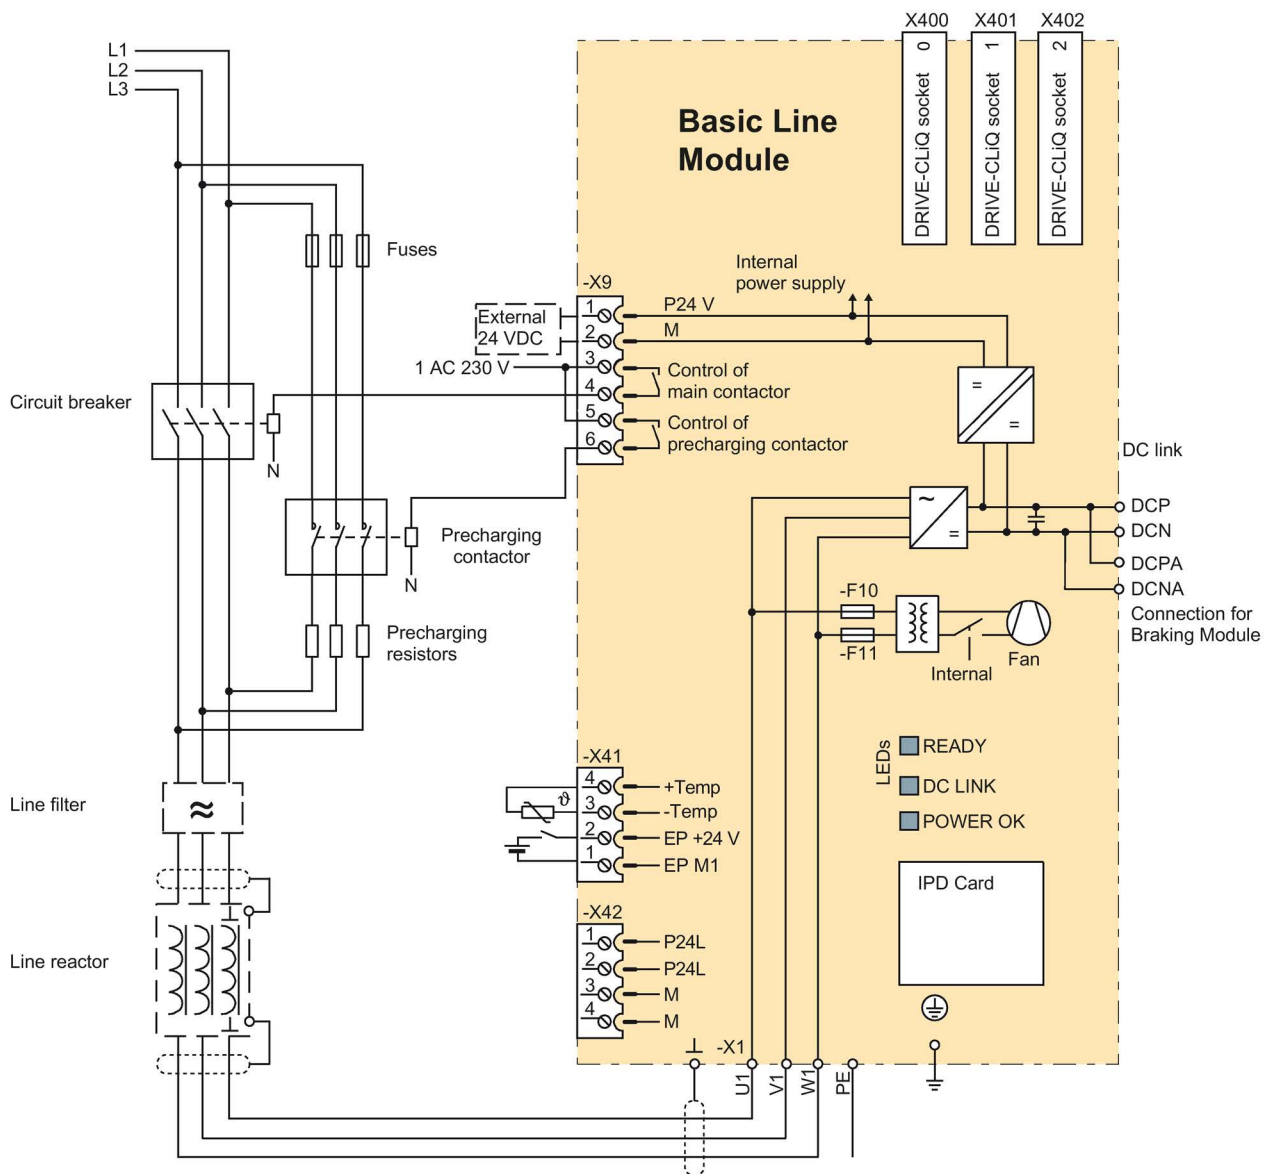 X400
X401
X402
L1
L2
L3
0
1
2
DRIVE-CLiQ socket
DRIVE-CLiQ socket
DRIVE-CLiQ socket
Basic Line
Module
Fuses
Internal
power supply
-X9
External
24 VDC
1
2
3
4
5
6
P24 V
M
1 AC 230 V
Control of
main contactor
Control of
precharging contactor
=
=
Circuit breaker
N
DC link
Precharging
contactor
N
~
=
DCP
DCN
DCPA
DCNA
Connection for
Braking Module
-F10
-F11
Internal
Fan
Precharging
resistors
LEDs
READY
DC LINK
POWER OK
-X41
4
3
2
1
ϑ
+Temp
-Temp
EP +24 V
EP M1
Line filter
≈
IPD Card
-X42
1
2
3
4
P24L
P24L
M
M
Line reactor
-X1
U1
V1
W1
PE